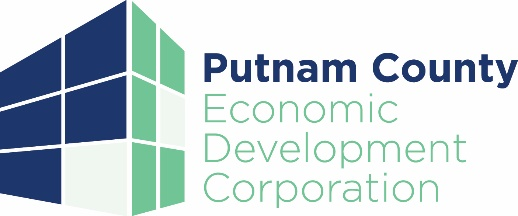 Putnam County
Economic
Development
Corporation